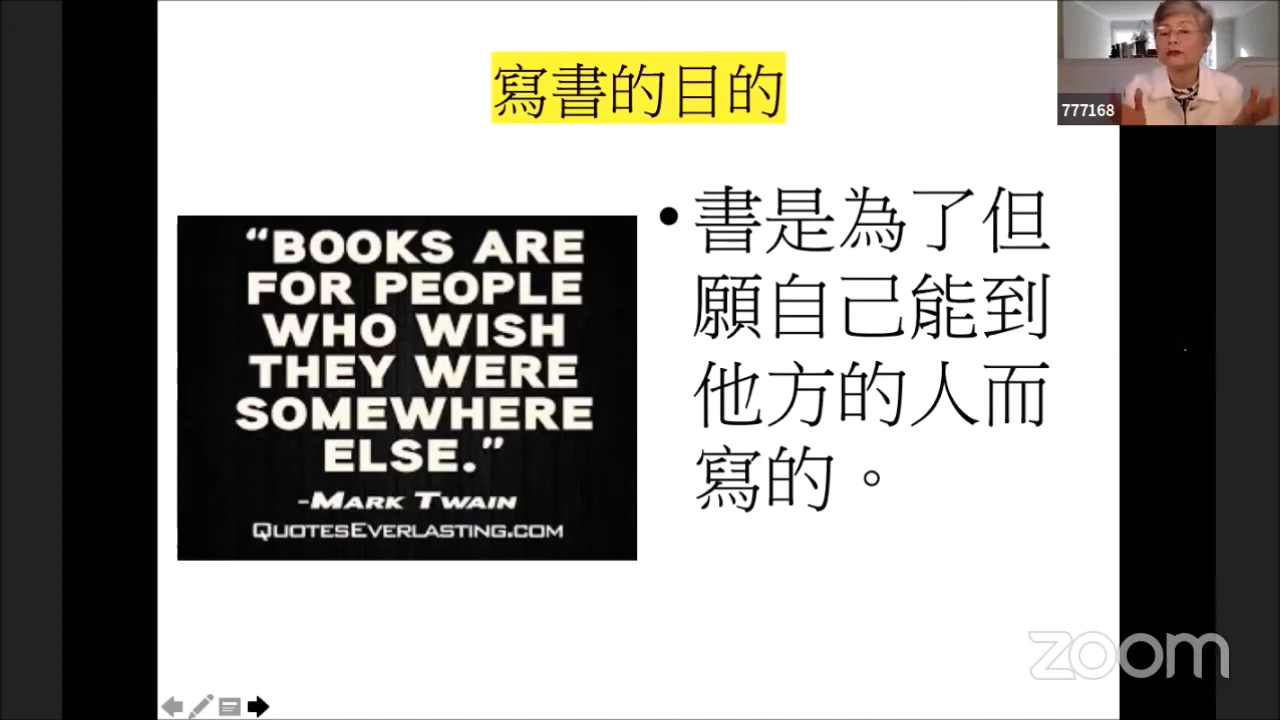 寫書的目的
777168
“BOOKS ARE
FOR PEOPLE
WHO WISH
THEY WERE
SOMEWHERE
ELSE.”
-MARK TWAIN
QUOTESEVERLASTING.COM
•書是為了但
願自己能到
他方的人而
寫的。
zoom